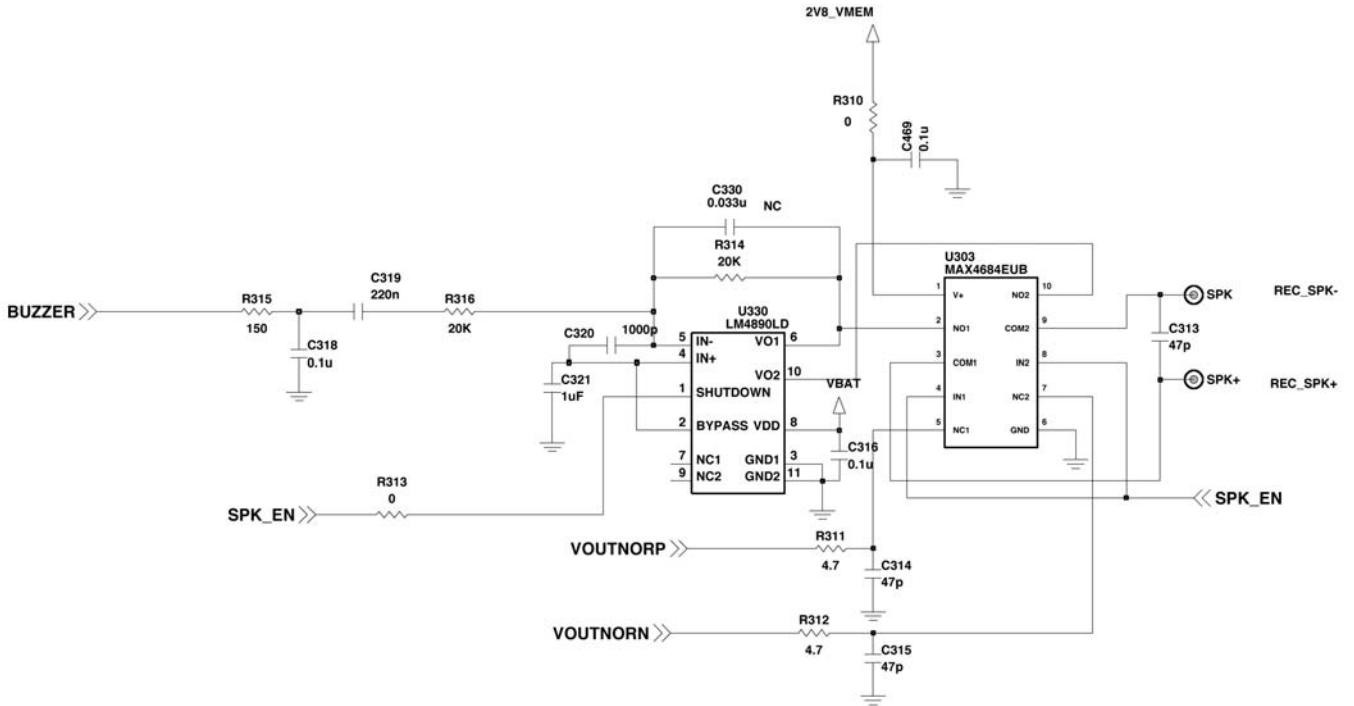 2V8_VMEM
R310
0
C469
0.1u
C330
0.033u
NC
R314
20K
U303
MAX4684EUB
1
V+
NO2
10
2
NO1
COM2
9
3
COM1
IN2
8
4
IN1
NC2
7
5
NC1
GND
6
SPK
REC_SPK-
C313
47p
SPK+
REC_SPK+
SPK_EN
BUZZER
R315
150
C318
0.1u
C319
220n
R316
20K
C320
1000p
C321
1uF
U330
LM4890LD
5
IN-
VO1
6
4
IN+
VO2
10
1
SHUTDOWN
2
BYPASS
VDD
8
7
NC1
GND1
3
9
NC2
GND2
11
VBAT
C316
0.1u
R313
0
SPK_EN
VOUTNORP
R311
4.7
C314
47p
VOUTNORN
R312
4.7
C315
47p